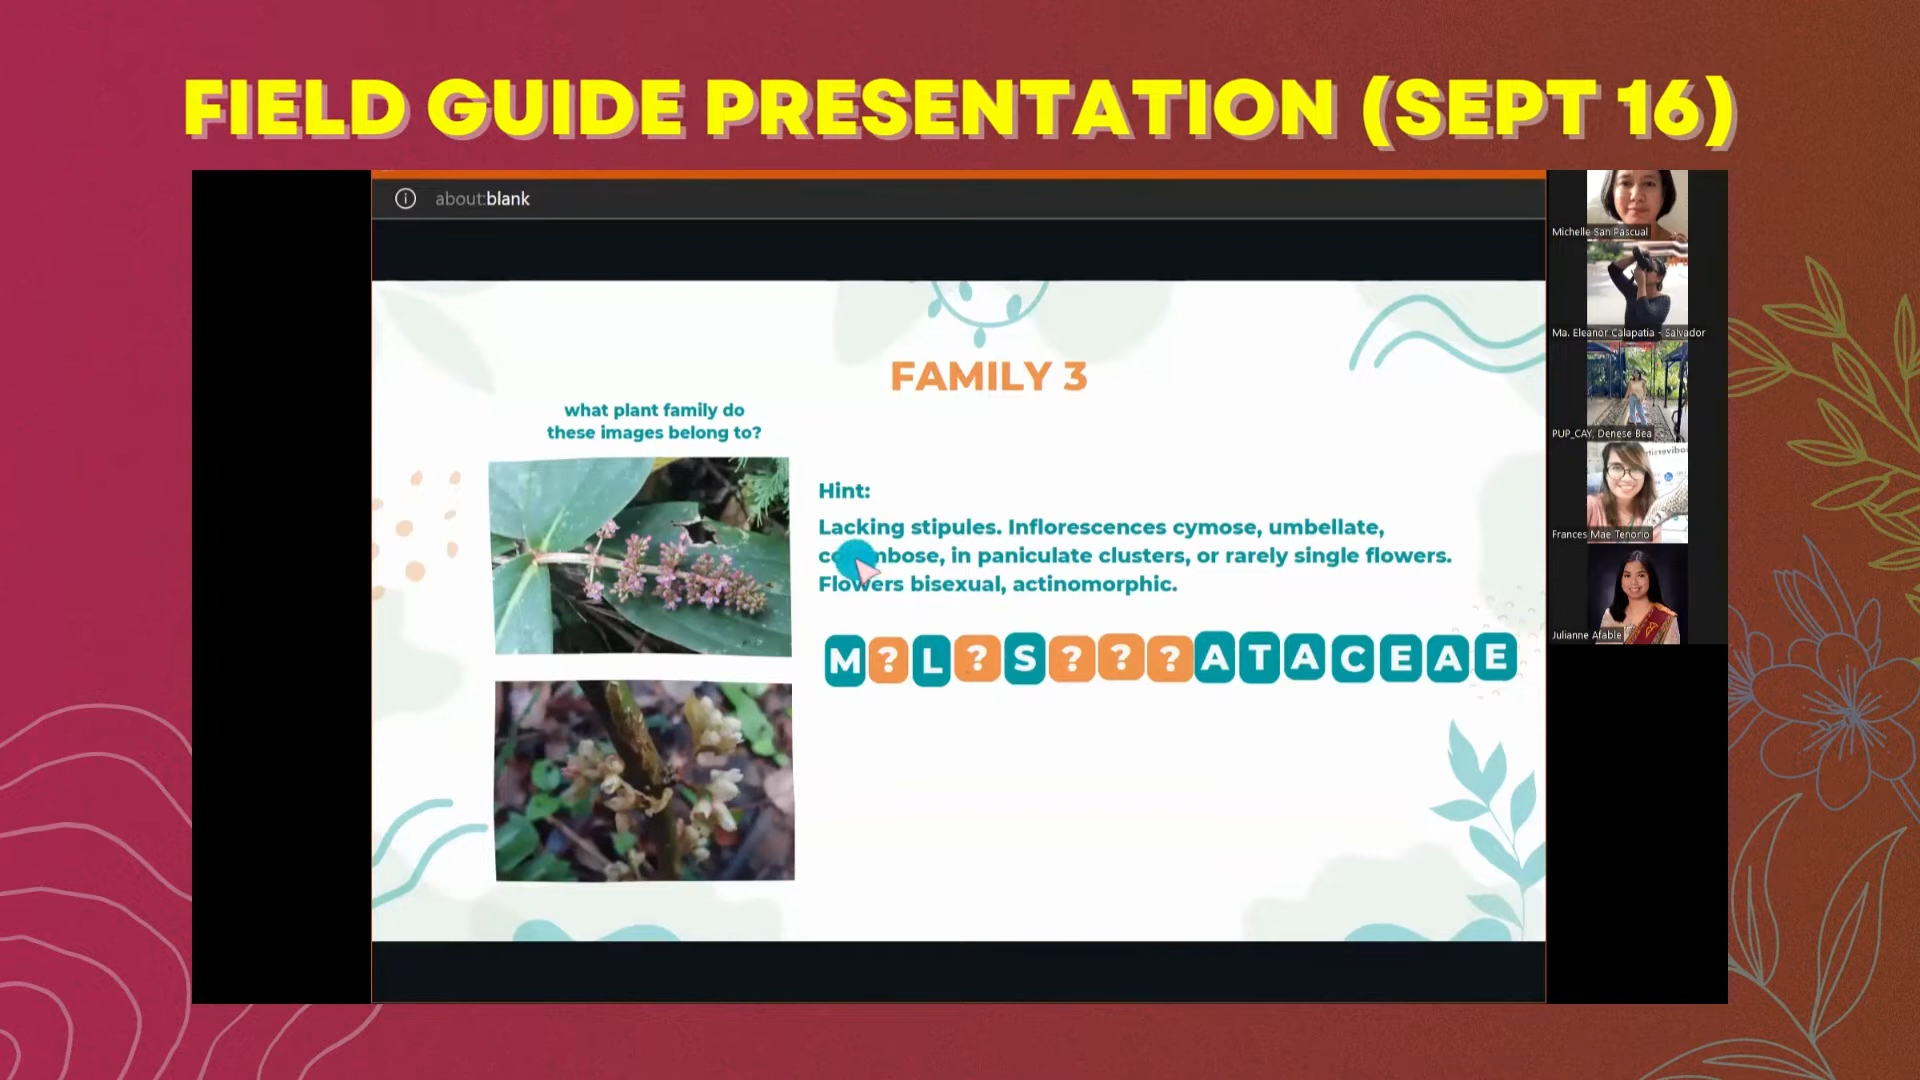 FIELD GUIDE PRESENTATION (SEPT 16)
about:blank
FAMILY 3
what plant family do
these images belong to?
Hint:
Lacking stipules. Inflorescences cymose, umbellate,
in paniculate clusters, or rarely single flowers.
Flowers bisexual, actinomorphic.
M?L?S???ATACEAE
Michelle San Pascual
Ma. Eleanor Calapatia - Salvador
PUP_CAY, Denese Bea
Frances Mae Tenorio
Julianne Afable